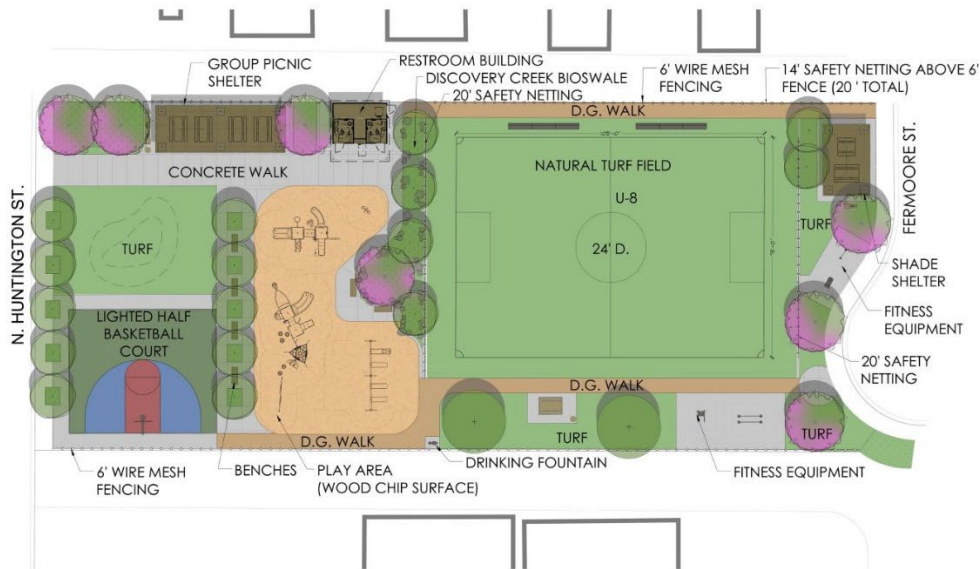 GROUP PICNIC
SHELTER
RESTROOM BUILDING
DISCOVERY CREEK BIOSWALE
20' SAFETY NETTING
6' WIRE MESH
FENCING
14' SAFETY NETTING ABOVE 6'
FENCE (20 ' TOTAL)
D.G. WALK
FERMOORE ST.
CONCRETE WALK
NATURAL TURF FIELD
U-8
24' D.
TURF
SHADE
SHELTER
N. HUNTINGTON ST.
TURF
FITNESS
EQUIPMENT
LIGHTED HALF
BASKETBALL
COURT
20' SAFETY
NETTING
D.G. WALK
D.G. WALK
TURF
TURF
6' WIRE MESH
FENCING
BENCHES
PLAY AREA
(WOOD CHIP SURFACE)
DRINKING FOUNTAIN
FITNESS EQUIPMENT